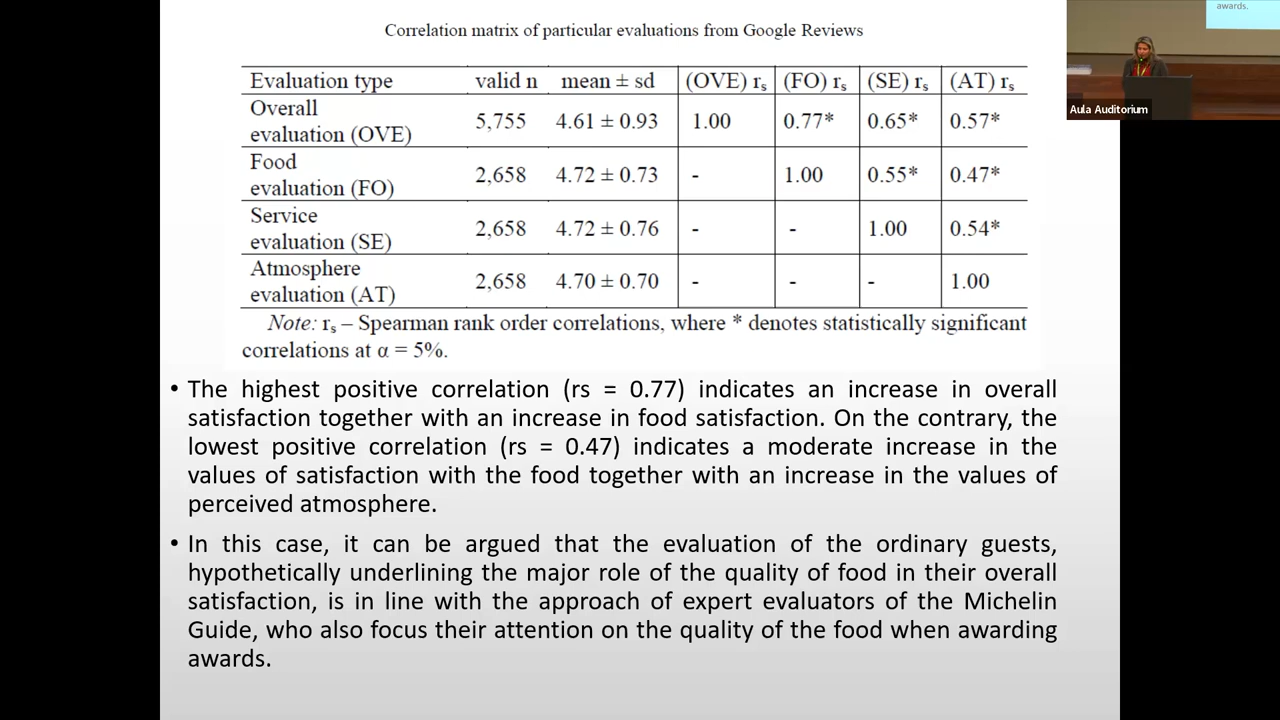 Correlation matrix of particular evaluations from Google Reviews
awards.
Aula Auditorium
Evaluation type valid n mean ± sd (OVE) rs (FO) rs (SE) rs (AT) rs
Overall
evaluation (OVE) 5,755 4.61 ± 0.93 1.00 0.77* 0.65* 0.57*
Food
evaluation (FO) 2,658 4.72 ± 0.73 - 1.00 0.55* 0.47*
Service
evaluation (SE) 2,658 4.72 ± 0.76 - - 1.00 0.54*
Atmosphere
evaluation (AT) 2,658 4.70 ± 0.70 - - - 1.00
Note: rs – Spearman rank order correlations, where * denotes statistically significant
correlations at α = 5%.
• The highest positive correlation (rs = 0.77) indicates an increase in overall
satisfaction together with an increase in food satisfaction. On the contrary, the
lowest positive correlation (rs = 0.47) indicates a moderate increase in the
values of satisfaction with the food together with an increase in the values of
perceived atmosphere.
• In this case, it can be argued that the evaluation of the ordinary guests,
hypothetically underlining the major role of the quality of food in their overall
satisfaction, is in line with the approach of expert evaluators of the Michelin
Guide, who also focus their attention on the quality of the food when awarding
awards.